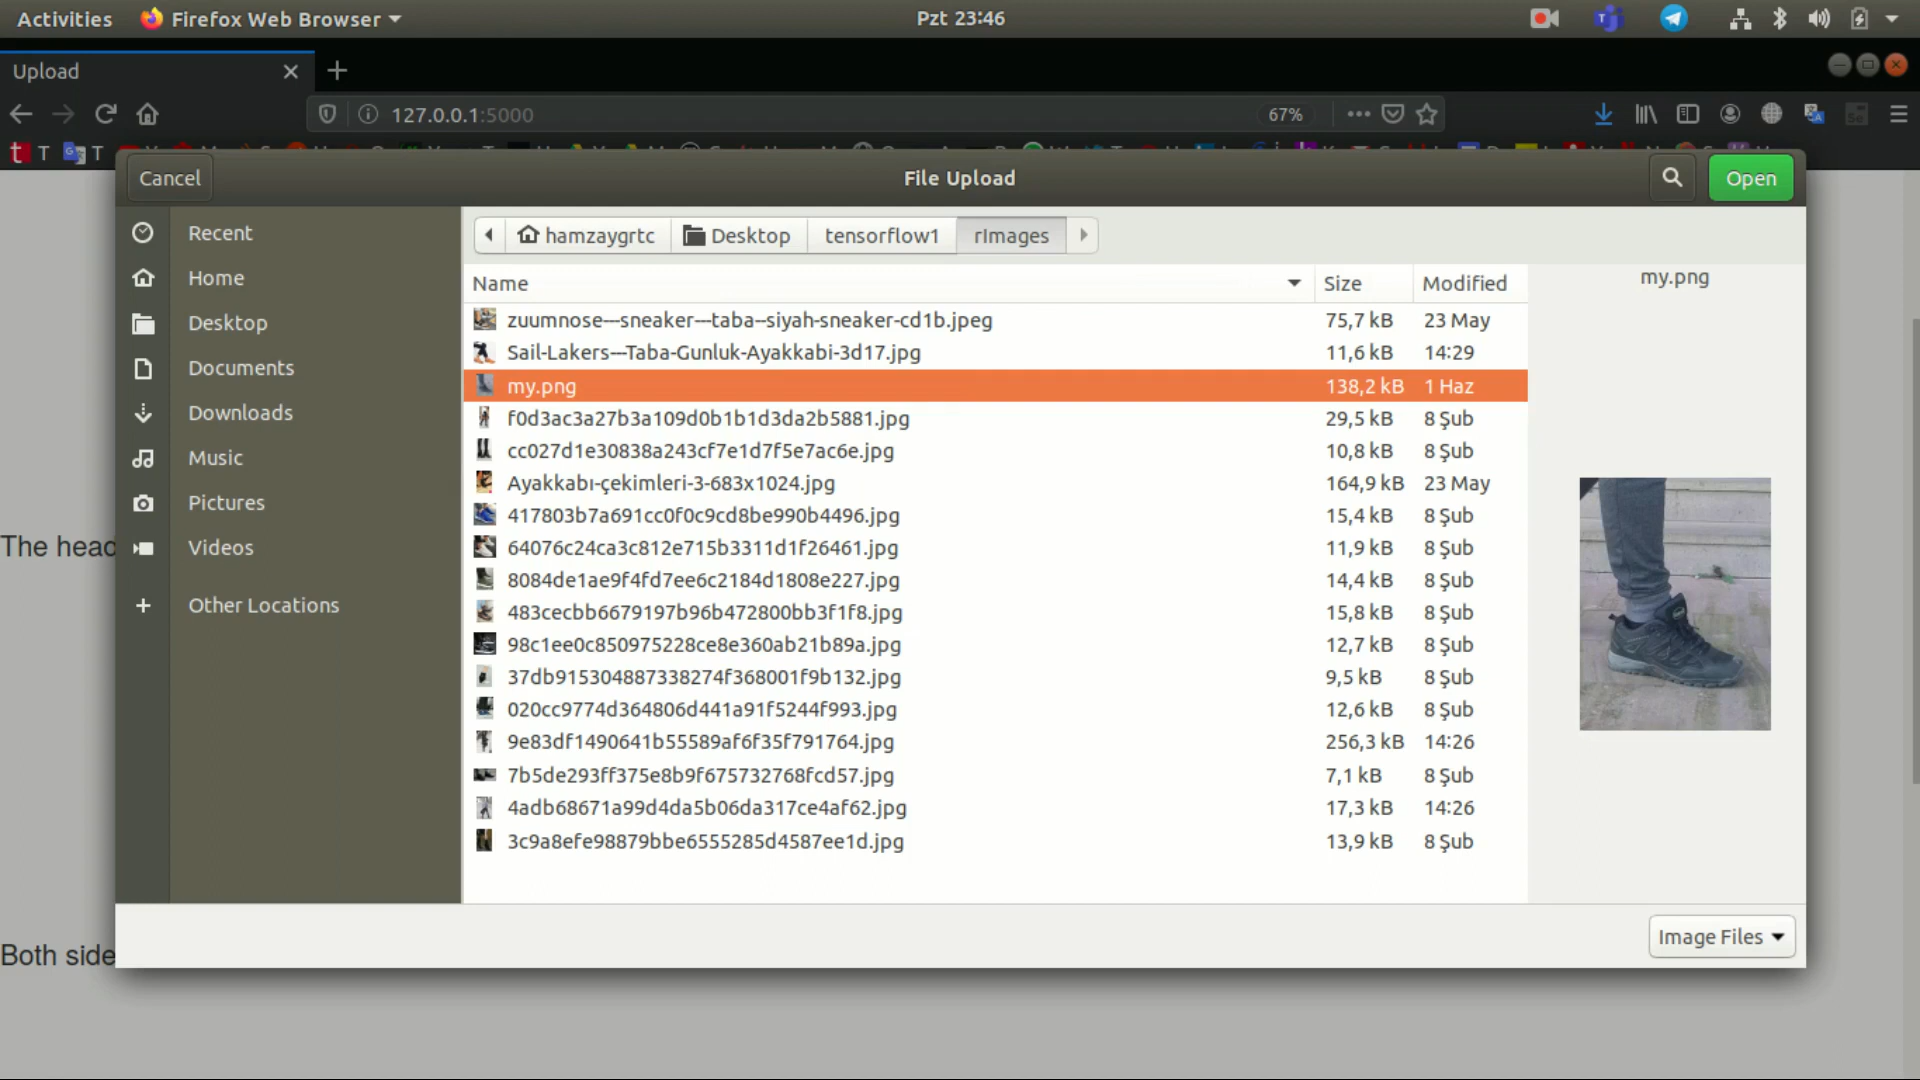 Activities Firefox Web Browser Pzt 23:46
Upload
127.0.0.1:5000 67%
Cancel File Upload Open
Recent
Home
Desktop
Documents
Downloads
Music
Pictures
Videos
Other Locations
hamzaygrtc Desktop tensorflow1 rImages
Name Size Modified
zuumnose---sneaker---taba--siyah-sneaker-cd1b.jpeg 75,7 kB 23 May
Sail-Lakers---Taba-Gunluk-Ayakkabi-3d17.jpg 11,6 kB 14:29
my.png 138,2 kB 1 Haz
f0d3ac3a27b3a109d0b1b1d3da2b5881.jpg 29,5 kB 8 Şub
cc027d1e30838a243cf7e1d7f5e7ac6e.jpg 10,8 kB 8 Şub
Ayakkabı-çekimleri-3-683x1024.jpg 164,9 kB 23 May
417803b7a691cc0f0c9cd8be990b4496.jpg 15,4 kB 8 Şub
64076c24ca3c812e715b3311d1f26461.jpg 11,9 kB 8 Şub
8084de1ae9f4fd7ee6c2184d1808e227.jpg 14,4 kB 8 Şub
483cecbb6679197b96b472800bb3f1f8.jpg 15,8 kB 8 Şub
98c1ee0c850975228ce8e360ab21b89a.jpg 12,7 kB 8 Şub
37db915304887338274f368001f9b132.jpg 9,5 kB 8 Şub
020cc9774d364806d441a91f5244f993.jpg 12,6 kB 8 Şub
9e83df1490641b55589af6f35f791764.jpg 256,3 kB 14:26
7b5de293ff375e8b9f675732768fcd57.jpg 7,1 kB 8 Şub
4adb68671a99d4da5b06da317ce4af62.jpg 17,3 kB 14:26
3c9a8efe98879bbe6555285d4587ee1d.jpg 13,9 kB 8 Şub
my.png
The head
Both side
Image Files